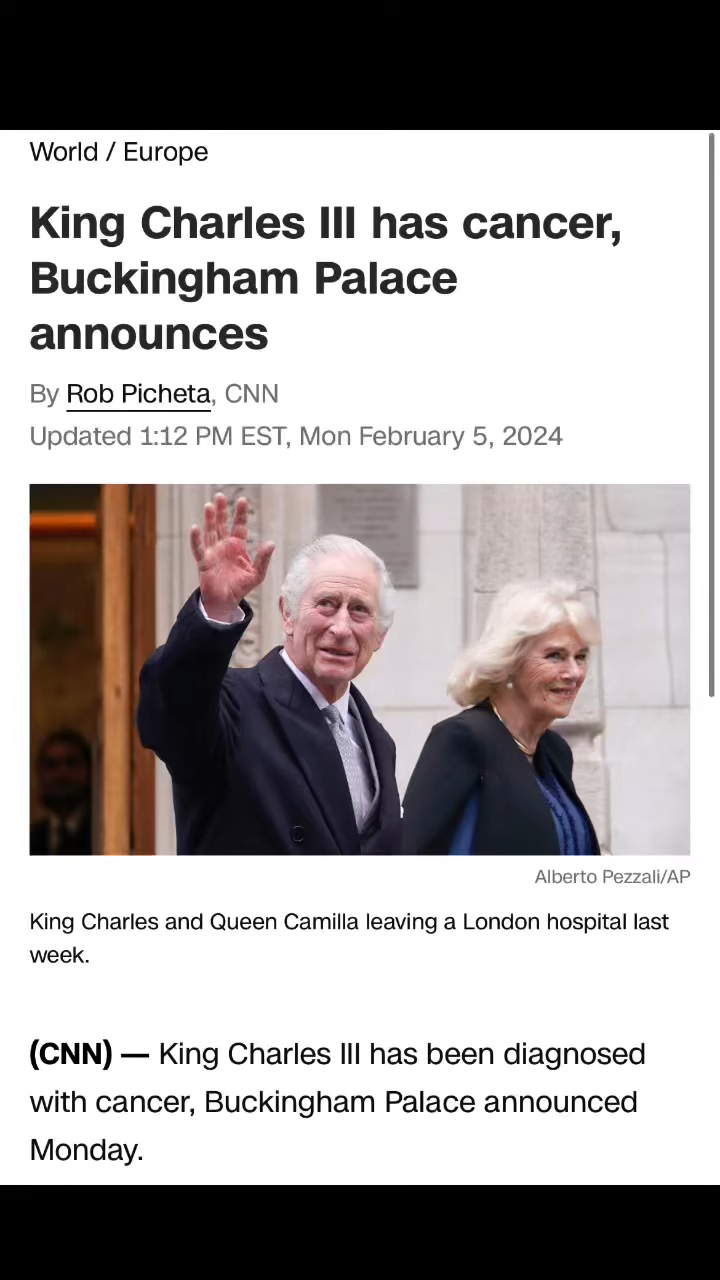 World / Europe
King Charles III has cancer,
Buckingham Palace
announces
By Rob Picheta, CNN
Updated 1:12 PM EST, Mon February 5, 2024
Alberto Pezzali/AP
King Charles and Queen Camilla leaving a London hospital last
week.
(CNN) — King Charles III has been diagnosed
with cancer, Buckingham Palace announced
Monday.